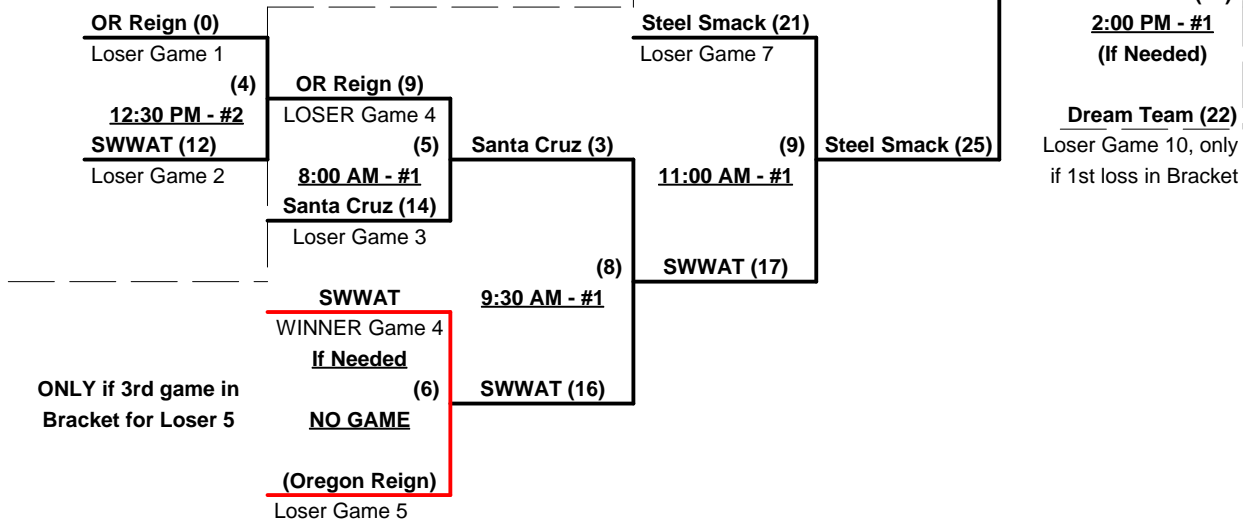 OR Reign (0)
Loser Game 1
(4)
12:30 PM - #2
SWWAT (12)
Loser Game 2
OR Reign (9)
LOSER Game 4
(5)
8:00 AM - #1
Santa Cruz (14)
Loser Game 3
Santa Cruz (3)
SWWAT
WINNER Game 4
If Needed
(6)
NO GAME
(Oregon Reign)
Loser Game 5
ONLY if 3rd game in
Bracket for Loser 5
(8)
9:30 AM - #1
SWWAT (16)
Steel Smack (21)
Loser Game 7
(9)
11:00 AM - #1
SWWAT (17)
Steel Smack (25)
2:00 PM - #1
(If Needed)
Dream Team (22)
Loser Game 10, only
if 1st loss in Bracket